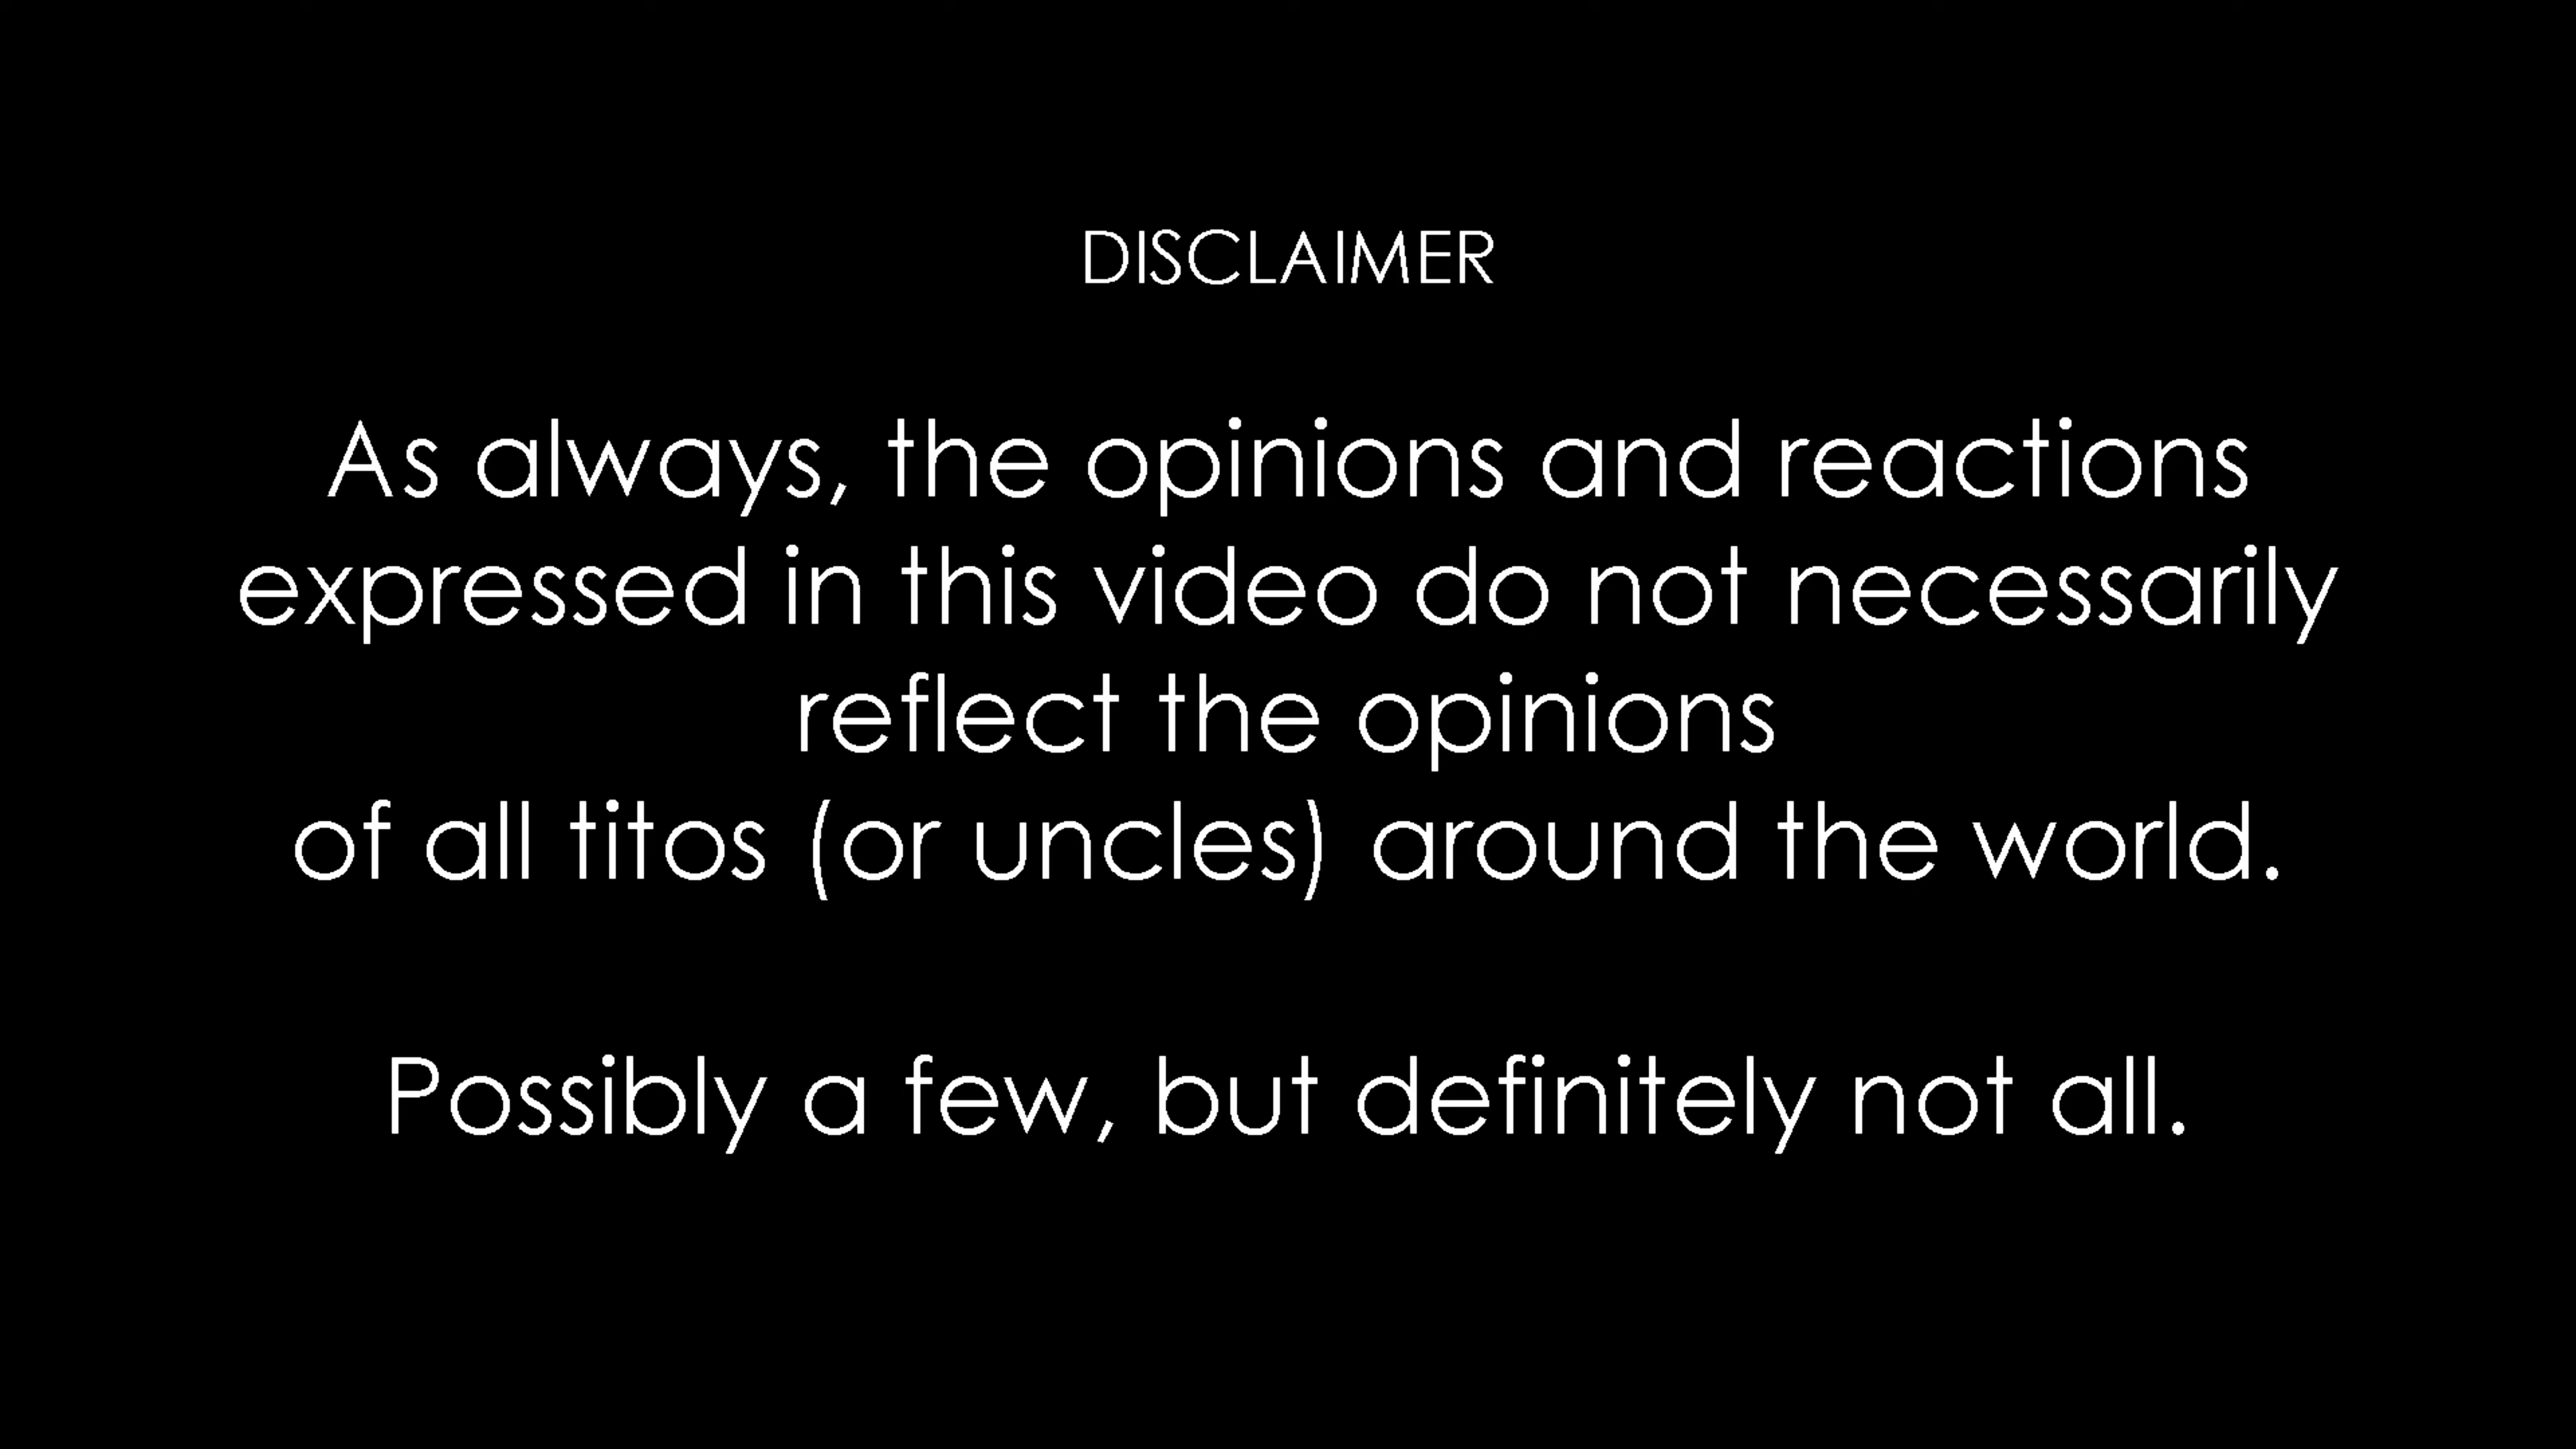 DISCLAIMER
As always, the opinions and reactions
expressed in this video do not necessarily
reflect the opinions
of all titos (or uncles) around the world.
Possibly a few, but definitely not all.